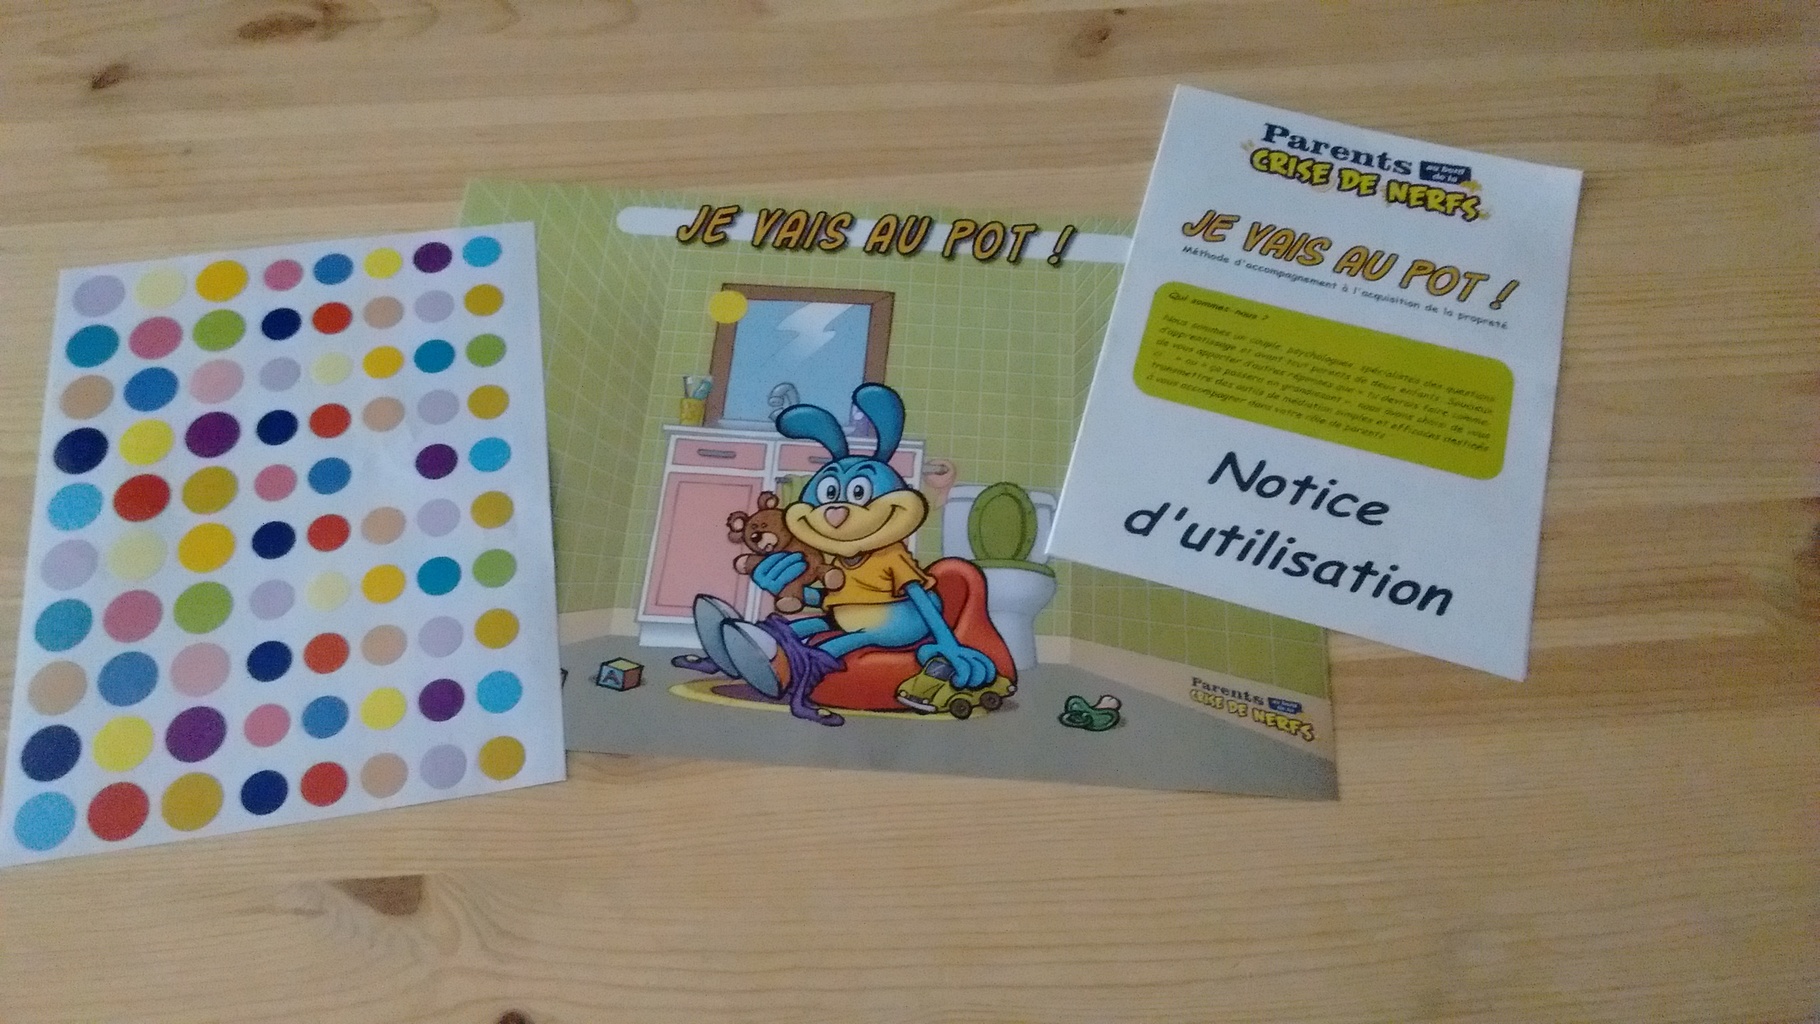 JE VAIS AU POT !
A
Parents au bord de la
CRISE DE NERFS
Parents au bord de la
CRISE DE NERFS
JE VAIS AU POT !
Méthode d'accompagnement à l'acquisition de la propreté
Qui sommes-nous ?
Nous sommes un couple, psychologues, spécialistes des questions
d'apprentissage et avant tout parents de deux enfants. Soucieux
de vous apporter d'autres réponses que « tu devrais faire comme
ci... » ou « ça passera en grandissant », nous avons choisi de vous
transmettre des outils de médiation simples et efficaces destinés
à vous accompagner dans votre rôle de parents.
Notice
d'utilisation